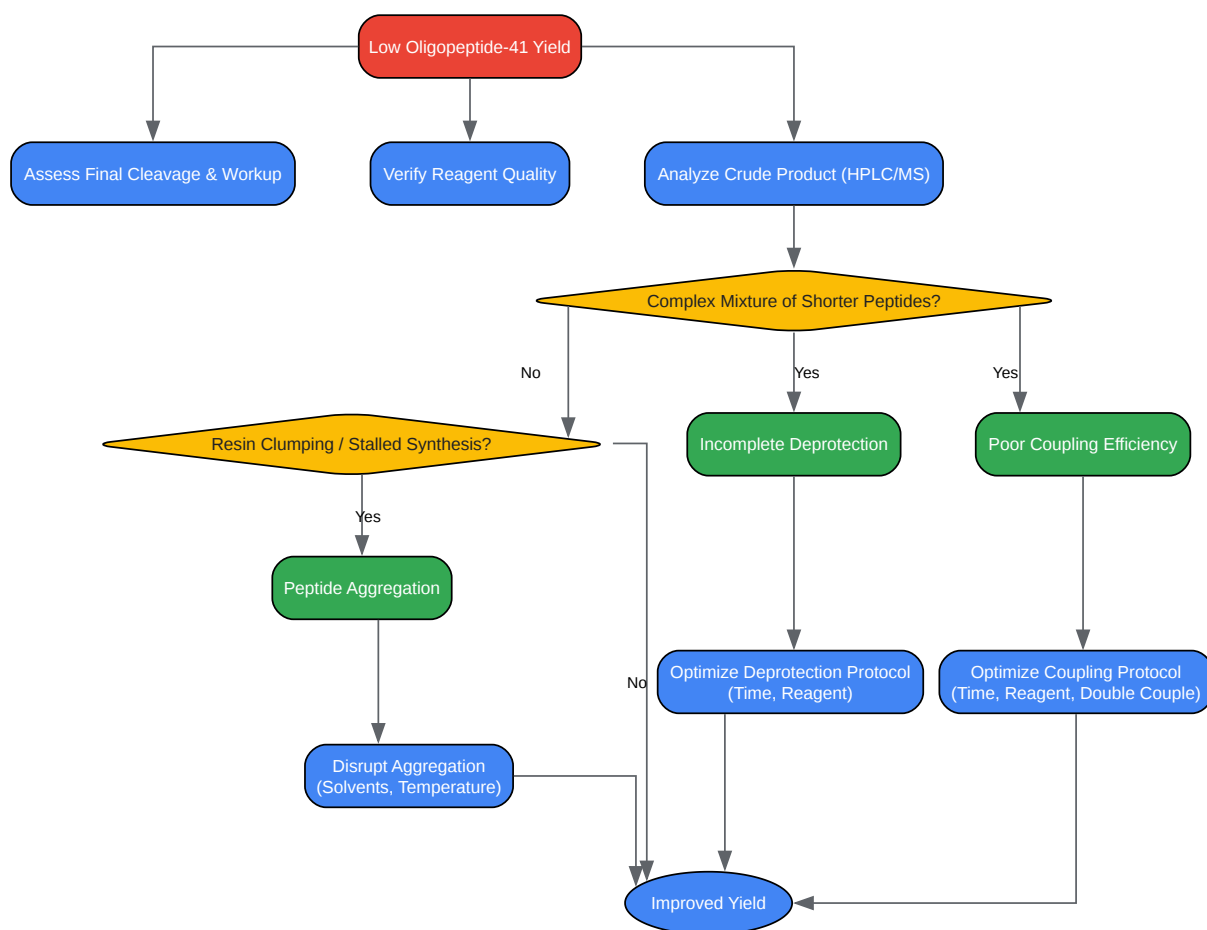 Low Oligopeptide-41 Yield
Assess Final Cleavage & Workup
Verify Reagent Quality
Analyze Crude Product (HPLC/MS)
Complex Mixture of Shorter Peptides?
No
Yes
Yes
Resin Clumping / Stalled Synthesis?
Incomplete Deprotection
Poor Coupling Efficiency
Yes
Peptide Aggregation
No
Optimize Deprotection Protocol
(Time, Reagent)
Optimize Coupling Protocol
(Time, Reagent, Double Couple)
Disrupt Aggregation
(Solvents, Temperature)
Improved Yield